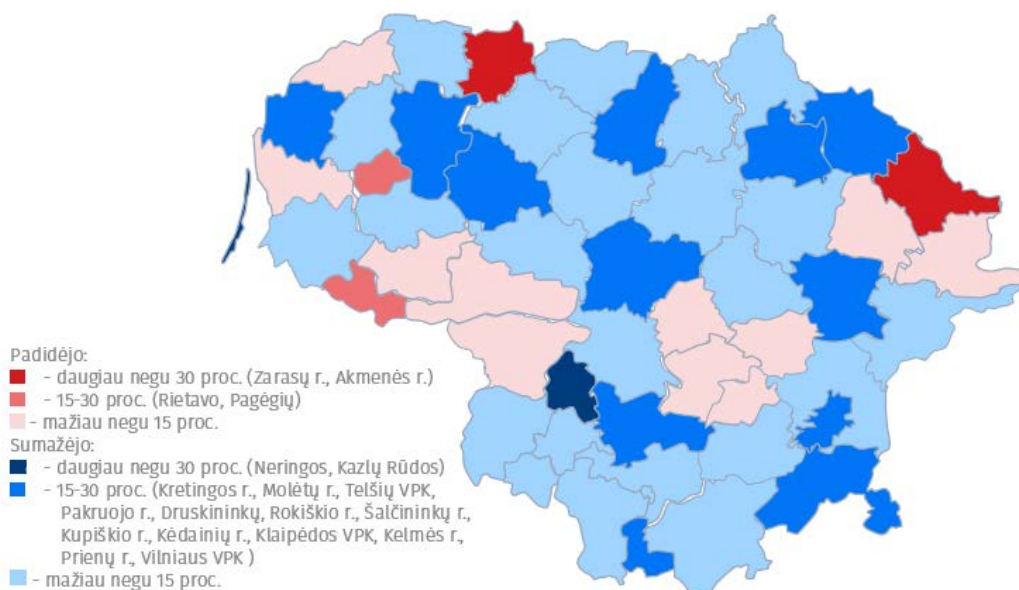 Padidėjo:
- daugiau negu 30 proc. (Zarasų r., Akmenės r.)
- 15-30 proc. (Rietavo, Pagėgių)
- mažiau negu 15 proc.
Sumažėjo:
- daugiau negu 30 proc. (Neringos, Kazlų Rūdos)
- 15-30 proc. (Kretingos r., Molėtų r., Telšių VPK,
Pakruojo r., Druskininkų, Rokiškio r., Šalčininkų r.,
Kupiškio r., Kėdainių r., Klaipėdos VPK, Kelmės r.,
Prienų r., Vilniaus VPK )
- mažiau negu 15 proc.